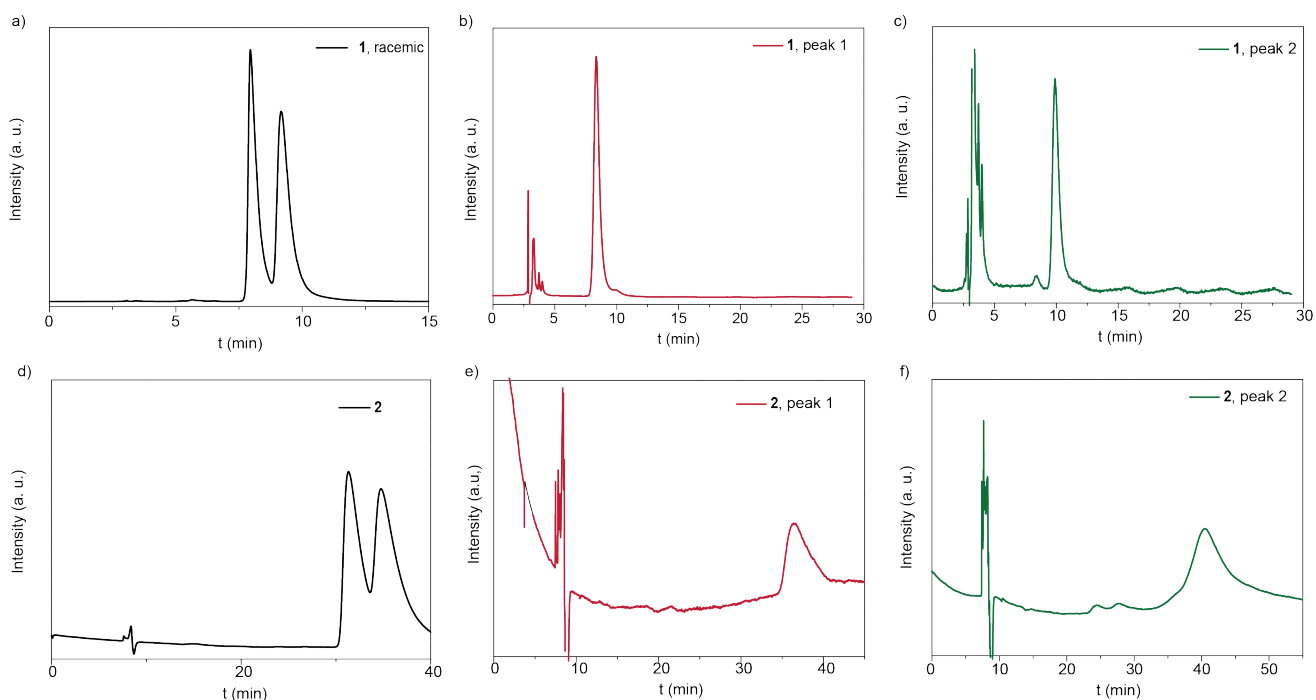 a)
1, racemic
Intensity (a. u.)
0 5 10 15
t (min)
b)
1, peak 1
Intensity (a. u.)
0 5 10 15 20 25 30
t (min)
c)
1, peak 2
Intensity (a. u.)
0 5 10 15 20 25 30
t (min)
d)
2
Intensity (a. u.)
0 20 40
t (min)
e)
2, peak 1
Intensity (a.u,)
0 10 20 30 40
t (min)
f)
2, peak 2
Intensity (a. u.)
0 10 20 30 40 50
t (min)